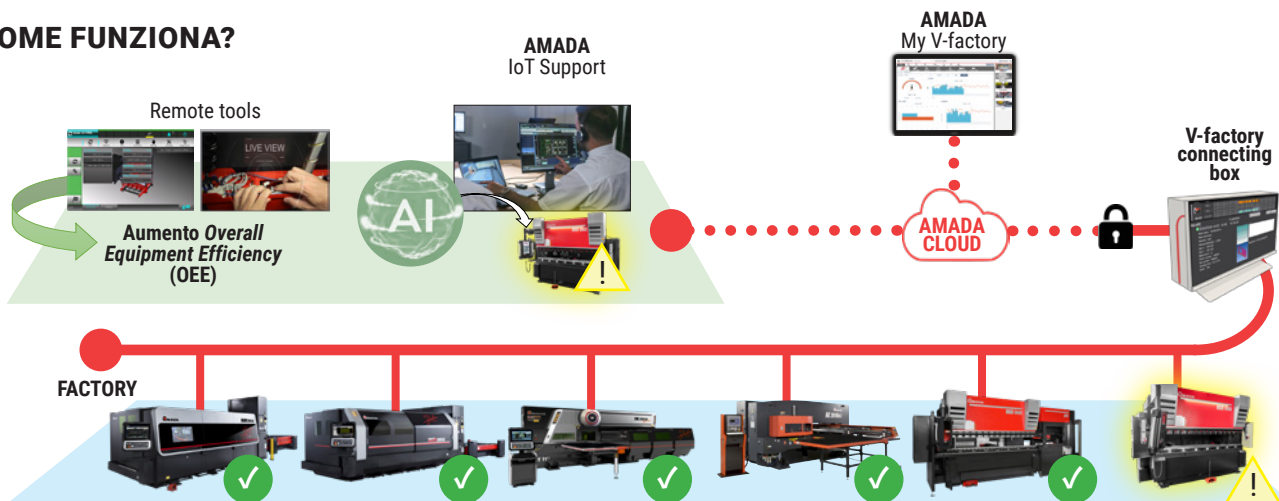 OME FUNZIONA?
AMADA
IoT Support
AMADA
My V-factory
Remote tools
LIVE VIEW
V-factory
connecting
box
AI
Aumento Overall
Equipment Efficiency
(OEE)
AMADA
CLOUD
!
FACTORY
!